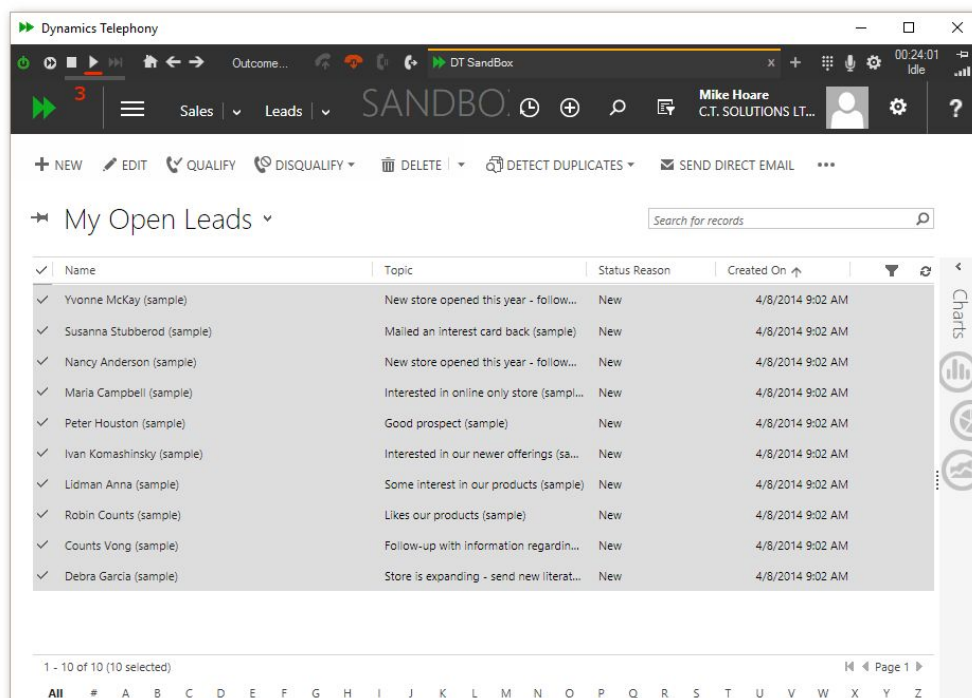 Dynamics Telephony
Outcome... DT SandBox x + 00:24:01
Idle
3 Sales Leads SANDBO Mike Hoare
C.T. SOLUTIONS LT... ?
NEW EDIT QUALIFY DISQUALIFY DELETE DETECT DUPLICATES SEND DIRECT EMAIL ...
My Open Leads
Search for records
Name Topic Status Reason Created On
Charts
Yvonne McKay (sample) New store opened this year - follow... New 4/8/2014 9:02 AM
Susanna Stubberod (sample) Mailed an interest card back (sample) New 4/8/2014 9:02 AM
Nancy Anderson (sample) New store opened this year - follow... New 4/8/2014 9:02 AM
Maria Campbell (sample) Interested in online only store (sampl... New 4/8/2014 9:02 AM
Peter Houston (sample) Good prospect (sample) New 4/8/2014 9:02 AM
Ivan Komashinsky (sample) Interested in our newer offerings (sa... New 4/8/2014 9:02 AM
Lidman Anna (sample) Some interest in our products (sample) New 4/8/2014 9:02 AM
Robin Counts (sample) Likes our products (sample) New 4/8/2014 9:02 AM
Counts Vong (sample) Follow-up with information regardin... New 4/8/2014 9:02 AM
Debra Garcia (sample) Store is expanding - send new literat... New 4/8/2014 9:02 AM
1 - 10 of 10 (10 selected) Page 1
All # A B C D E F G H I J K L M N O P Q R S T U V W X Y Z